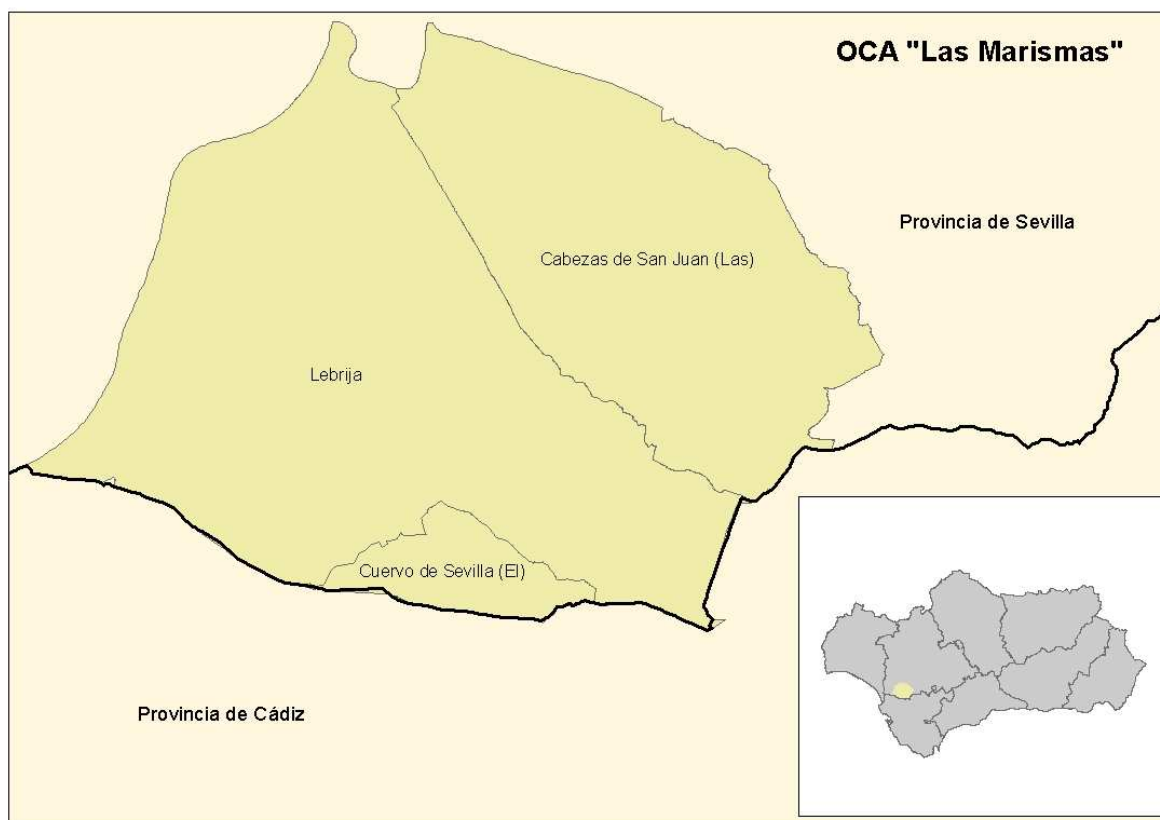 OCA "Las Marismas"
Provincia de Sevilla
Cabezas de San Juan (Las)
Lebrija
Cuervo de Sevilla (El)
Provincia de Cádiz